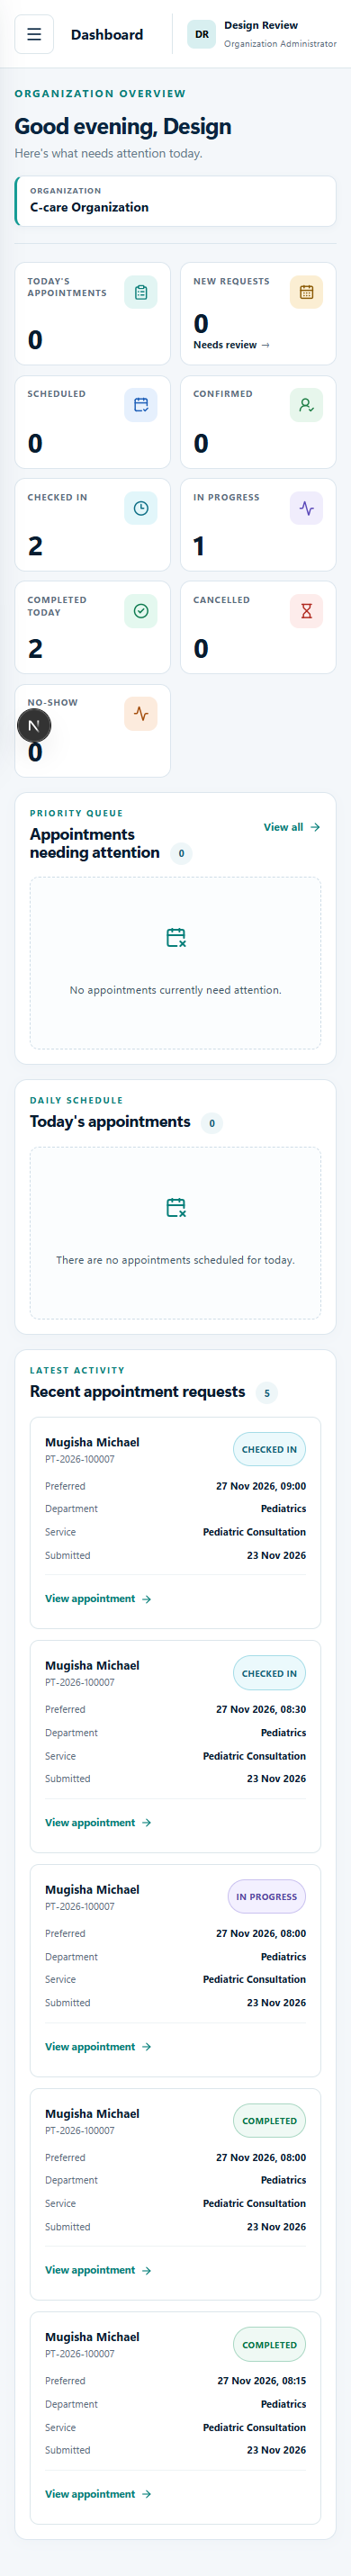 Dashboard
DR
Design Review
Organization Administrator
ORGANIZATION OVERVIEW
Good evening, Design
Here's what needs attention today.
ORGANIZATION
C-care Organization
TODAY'S
APPOINTMENTS
0
NEW REQUESTS
0
Needs review →
SCHEDULED
0
CONFIRMED
0
CHECKED IN
2
IN PROGRESS
1
COMPLETED
TODAY
2
CANCELLED
0
NO-SHOW
N
0
PRIORITY QUEUE
Appointments
needing attention 0
View all →
No appointments currently need attention.
DAILY SCHEDULE
Today's appointments 0
There are no appointments scheduled for today.
LATEST ACTIVITY
Recent appointment requests 5
Mugisha Michael
PT-2026-100007
CHECKED IN
Preferred 27 Nov 2026, 09:00
Department Pediatrics
Service Pediatric Consultation
Submitted 23 Nov 2026
View appointment →
Mugisha Michael
PT-2026-100007
CHECKED IN
Preferred 27 Nov 2026, 08:30
Department Pediatrics
Service Pediatric Consultation
Submitted 23 Nov 2026
View appointment →
Mugisha Michael
PT-2026-100007
IN PROGRESS
Preferred 27 Nov 2026, 08:00
Department Pediatrics
Service Pediatric Consultation
Submitted 23 Nov 2026
View appointment →
Mugisha Michael
PT-2026-100007
COMPLETED
Preferred 27 Nov 2026, 08:00
Department Pediatrics
Service Pediatric Consultation
Submitted 23 Nov 2026
View appointment →
Mugisha Michael
PT-2026-100007
COMPLETED
Preferred 27 Nov 2026, 08:15
Department Pediatrics
Service Pediatric Consultation
Submitted 23 Nov 2026
View appointment →